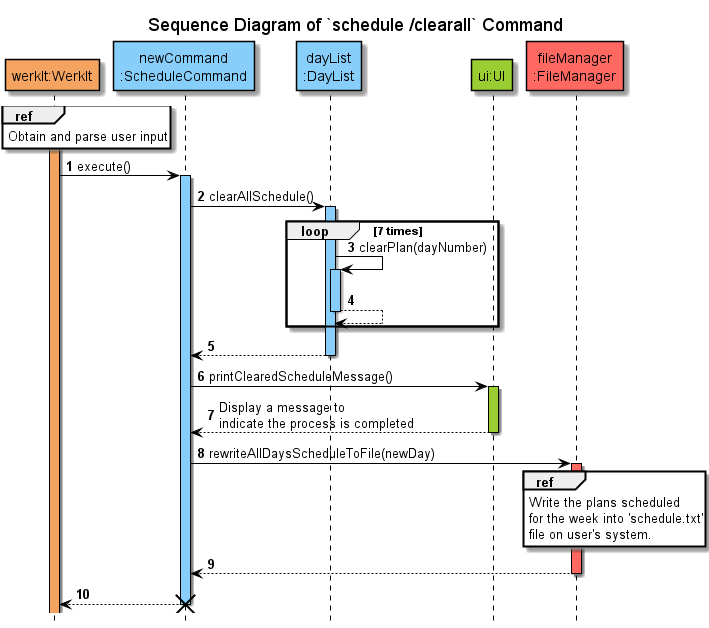 Sequence Diagram of `schedule /clearall` Command
werkIt:WerkIt
newCommand
:ScheduleCommand
dayList
:DayList
ui:UI
fileManager
:FileManager
ref
Obtain and parse user input
1 execute()
2 clearAllSchedule()
loop [7 times]
3 clearPlan(dayNumber)
4
5
6 printClearedScheduleMessage()
7 Display a message to
indicate the process is completed
8 rewriteAllDaysScheduleToFile(newDay)
ref
Write the plans scheduled
for the week into 'schedule.txt'
file on user's system.
9
10